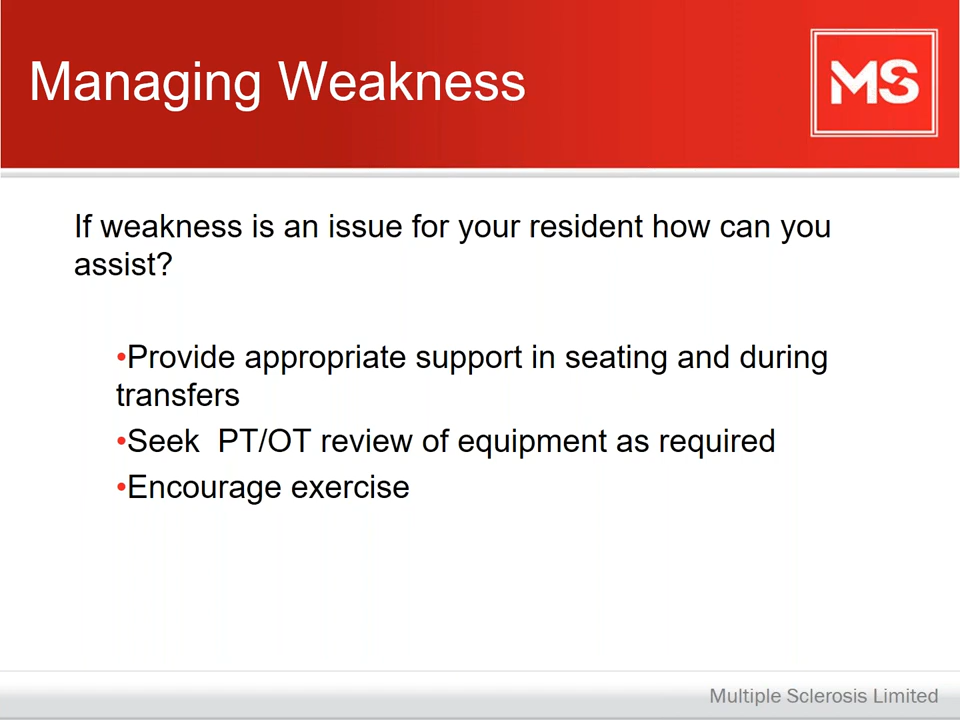 Managing Weakness
MS
If weakness is an issue for your resident how can you
assist?
•Provide appropriate support in seating and during
transfers
•Seek  PT/OT review of equipment as required
•Encourage exercise
Multiple Sclerosis Limited